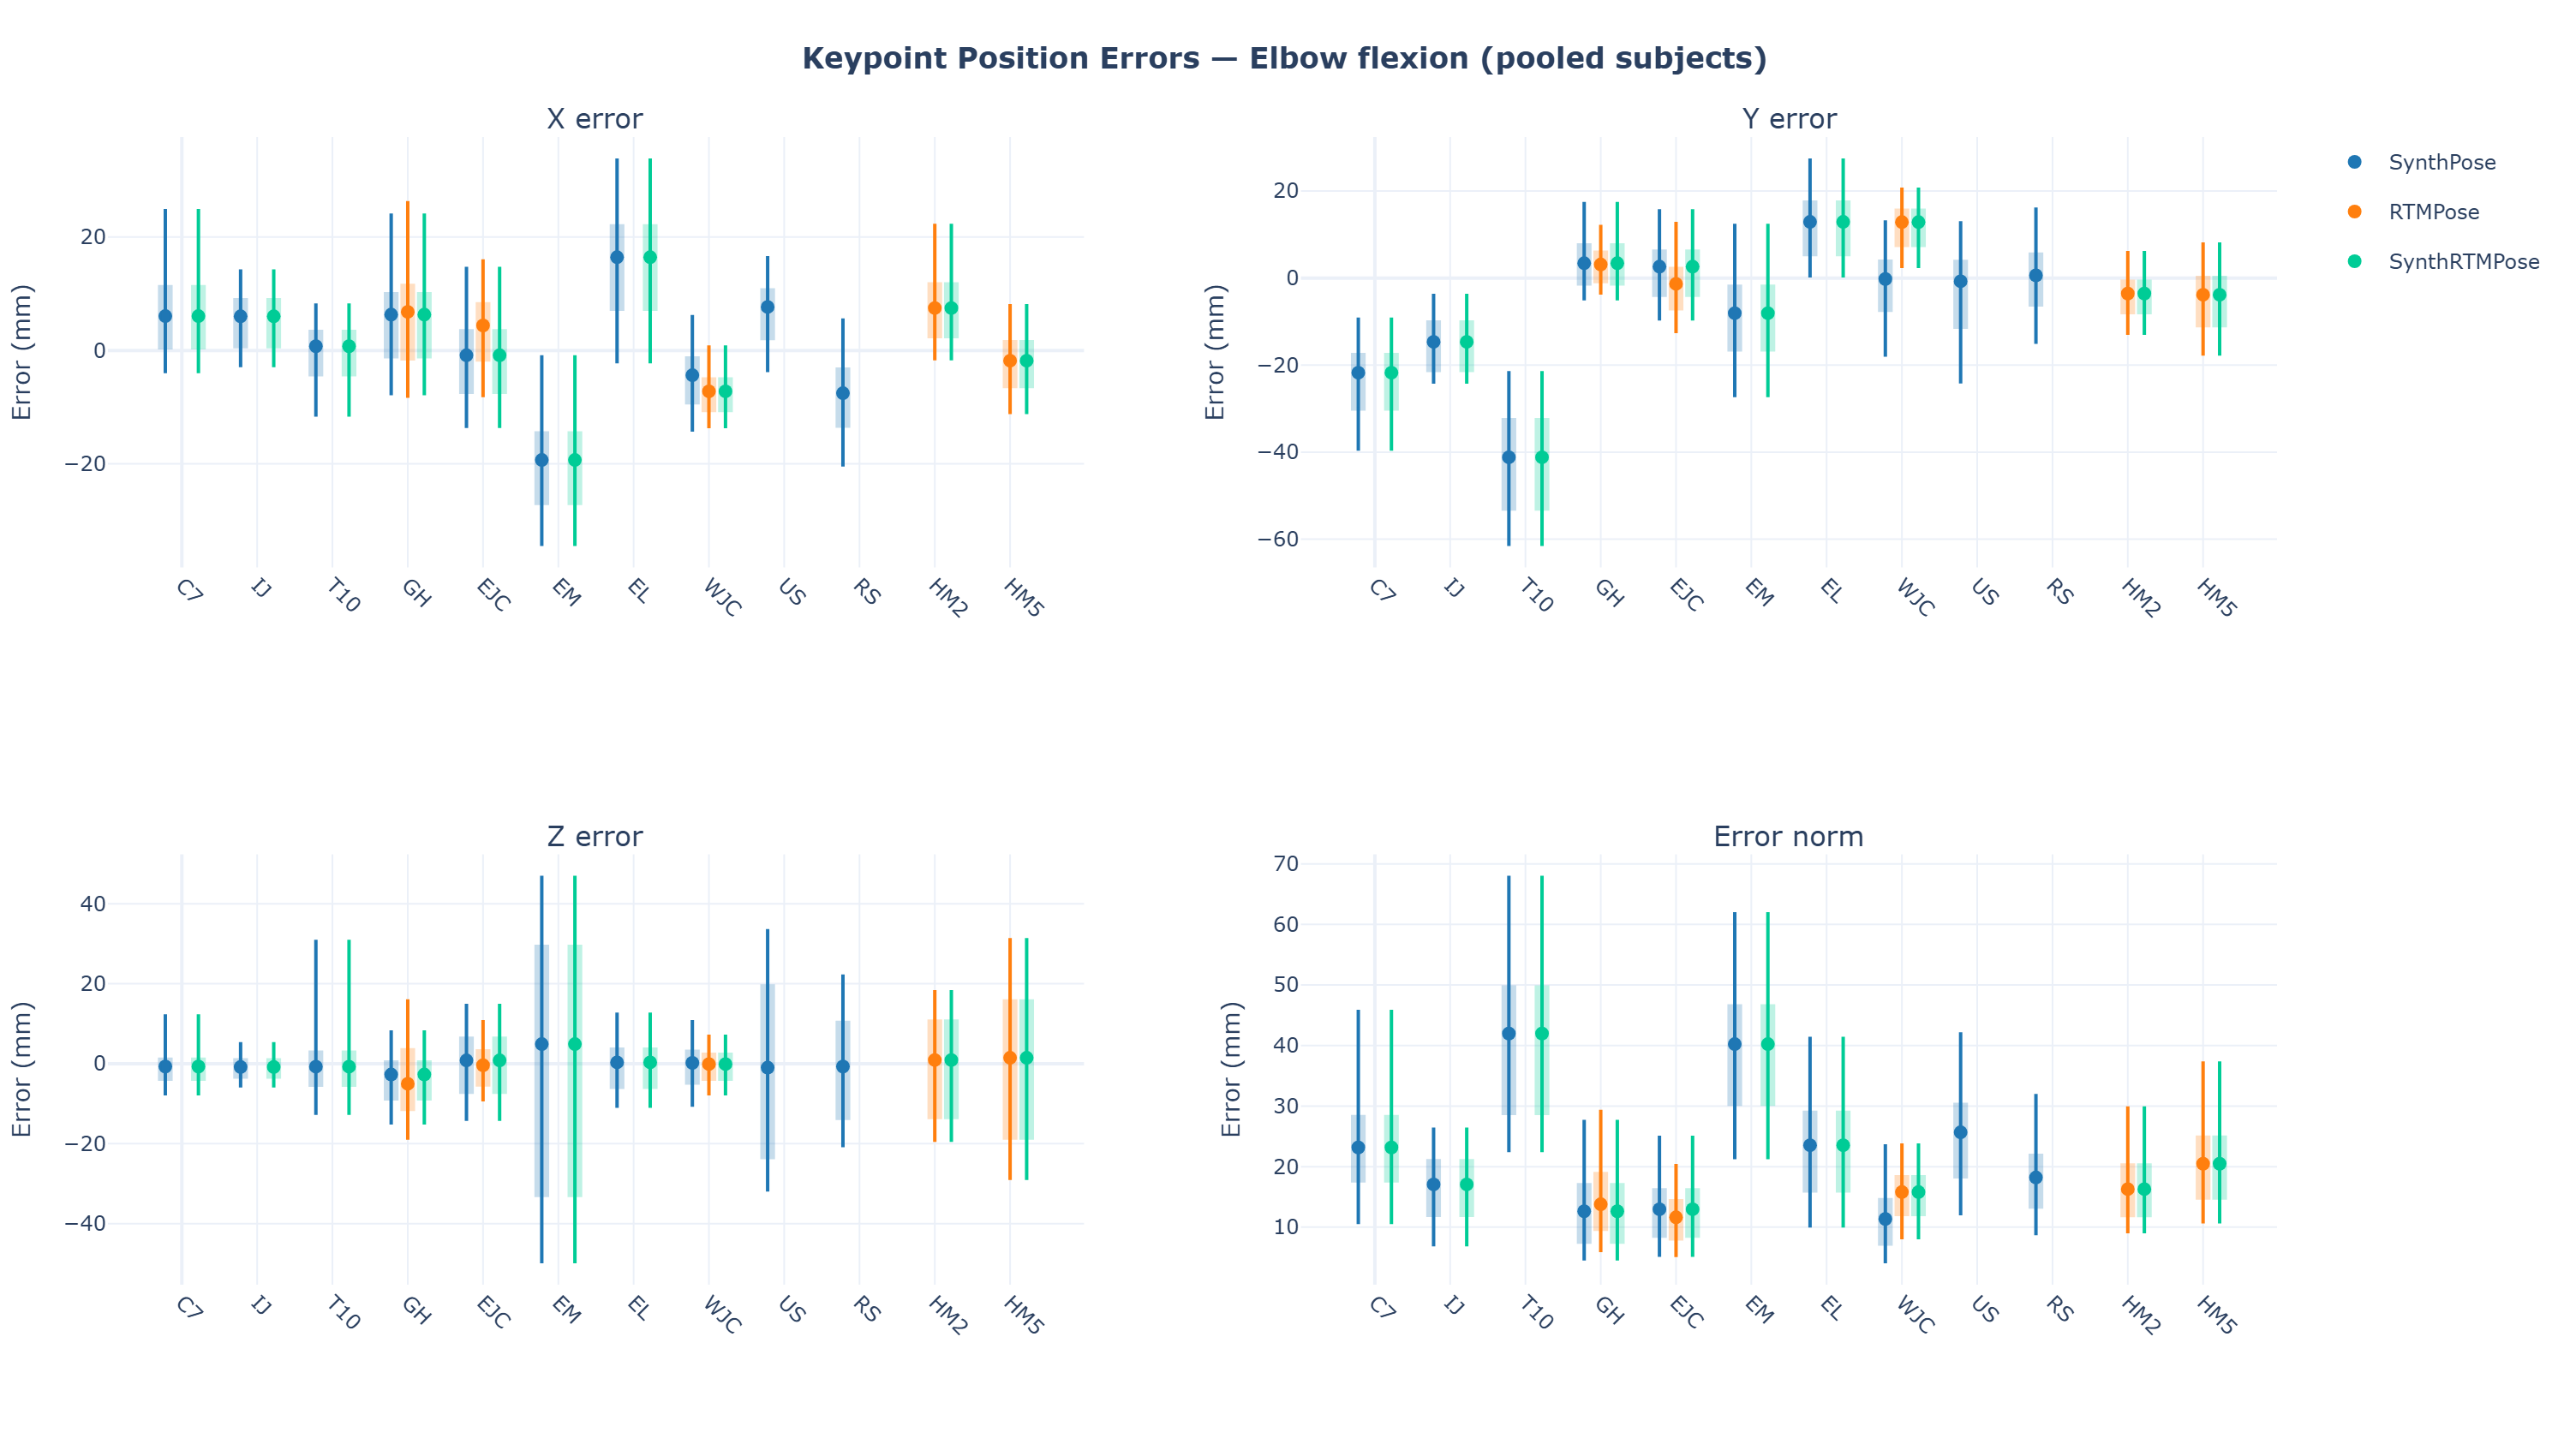 Keypoint Position Errors — Elbow flexion (pooled subjects)
X error
Error (mm)
20
0
−20
C7
IJ
T10
GH
EJC
EM
EL
WJC
US
RS
HM2
HM5
Y error
Error (mm)
20
0
−20
−40
−60
C7
IJ
T10
GH
EJC
EM
EL
WJC
US
RS
HM2
HM5
SynthPose
RTMPose
SynthRTMPose
Z error
Error (mm)
40
20
0
−20
−40
C7
IJ
T10
GH
EJC
EM
EL
WJC
US
RS
HM2
HM5
Error norm
Error (mm)
70
60
50
40
30
20
10
C7
IJ
T10
GH
EJC
EM
EL
WJC
US
RS
HM2
HM5